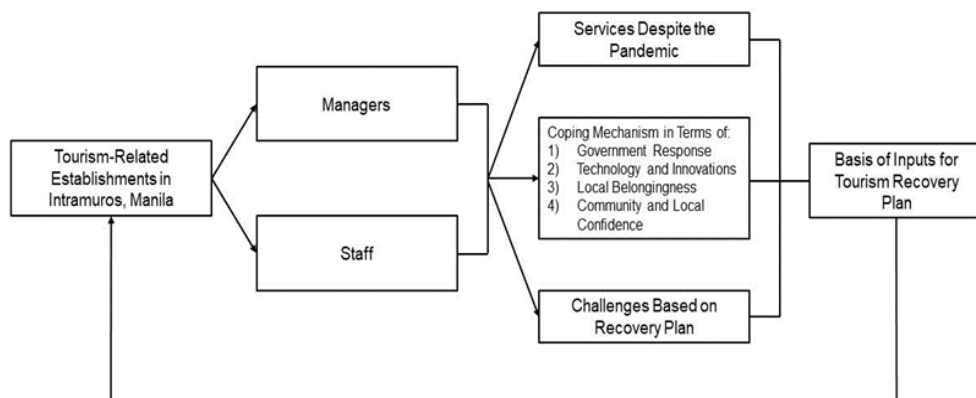 Tourism-Related
Establishments in
Intramuros, Manila
Managers
Staff
Services Despite the
Pandemic
Coping Mechanism in Terms of:
1) Government Response
2) Technology and Innovations
3) Local Belongingness
4) Community and Local
Confidence
Challenges Based on
Recovery Plan
Basis of Inputs for
Tourism Recovery
Plan